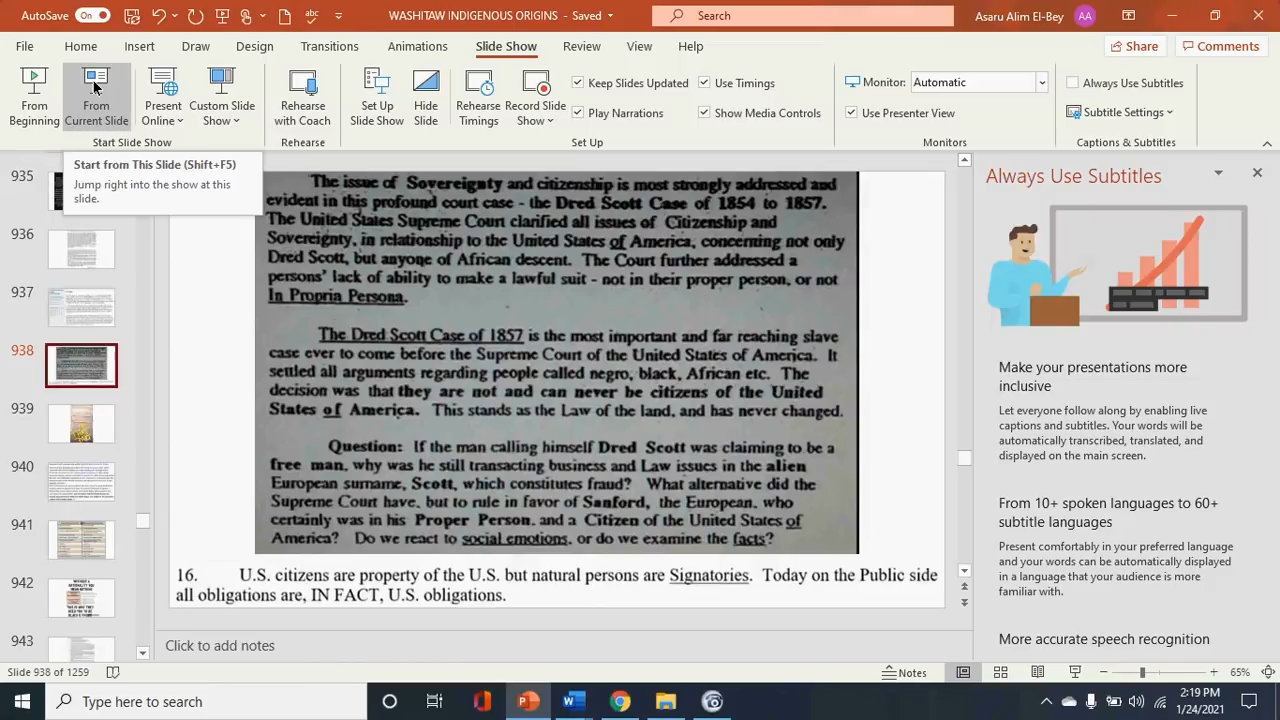 AutoSave On
WASHITAW INDIGENOUS ORIGINS - Saved
Search
Asaru Alim El-Bey AA
File Home Insert Draw Design Transitions Animations Slide Show Review View Help Share Comments
From Beginning
From Current Slide
Present Online
Custom Slide Show
Start Slide Show
Rehearse with Coach
Rehearse
Set Up Slide Show
Hide Slide
Rehearse Timings
Record Slide Show
Keep Slides Updated
Play Narrations
Use Timings
Show Media Controls
Set Up
Monitor: Automatic
Use Presenter View
Monitors
Always Use Subtitles
Subtitle Settings
Captions & Subtitles
Start from This Slide (Shift+F5)
Jump right into the show at this
slide.
935
936
937
938
939
940
941
942
943
The issue of Sovereignty and citizenship is most strongly addressed and
evident in this profound court case - the Dred Scott Case of 1854 to 1857.
The United States Supreme Court clarified all issues of Citizenship and
Sovereignty, in relationship to the United States of America, concerning not only
Dred Scott, but anyone of African descent. The Court further addressed a
persons' lack of ability to make a lawful suit - not in their proper person, or not
In Propria Persona.
The Dred Scott Case of 1857 is the most important and far reaching slave
case ever to come before the Supreme Court of the United States of America. It
settled all arguments regarding people called negro, black, African etc. The
decision was that they are not and can never be citizens of the United
States of America. This stands as the Law of the land, and has never changed.
Question: If the man calling himself Dred Scott was claiming to be a
free man, why was he still transacting business and Law issues in the alien
European surname, Scott, which constitutes fraud? What alternative did the
Supreme Court have, but to rule in favor of Sanford, the European, who
certainly was in his Proper Person, and a Citizen of the United States of
America? Do we react to social emotions, or do we examine the facts?
16. U.S. citizens are property of the U.S. but natural persons are Signatories. Today on the Public side
all obligations are, IN FACT, U.S. obligations.
Click to add notes
Always Use Subtitles
Make your presentations more
inclusive
Let everyone follow along by enabling live
captions and subtitles. Your words will be
automatically transcribed, translated, and
displayed on the main screen.
From 10+ spoken languages to 60+
subtitle languages
Present comfortably in your preferred language
and your words can be automatically displayed
in a language that your audience is more
familiar with.
More accurate speech recognition
Slide 938 of 1259
Notes
65%
Type here to search
2:19 PM
1/24/2021